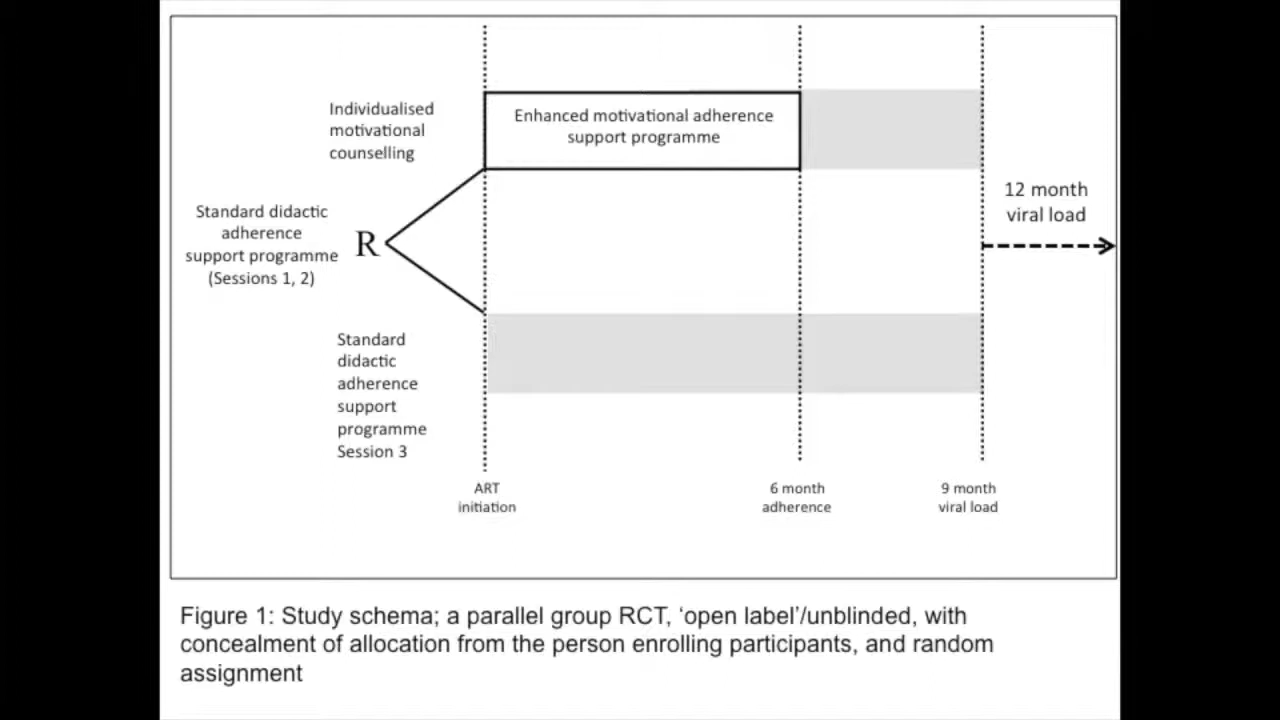 Individualised
motivational
counselling
Enhanced motivational adherence
support programme
12 month
viral load
Standard didactic
adherence
support programme
(Sessions 1, 2)
R
Standard
didactic
adherence
support
programme
Session 3
ART
initiation
6 month
adherence
9 month
viral load
Figure 1: Study schema; a parallel group RCT, ‘open label’/unblinded, with
concealment of allocation from the person enrolling participants, and random
assignment